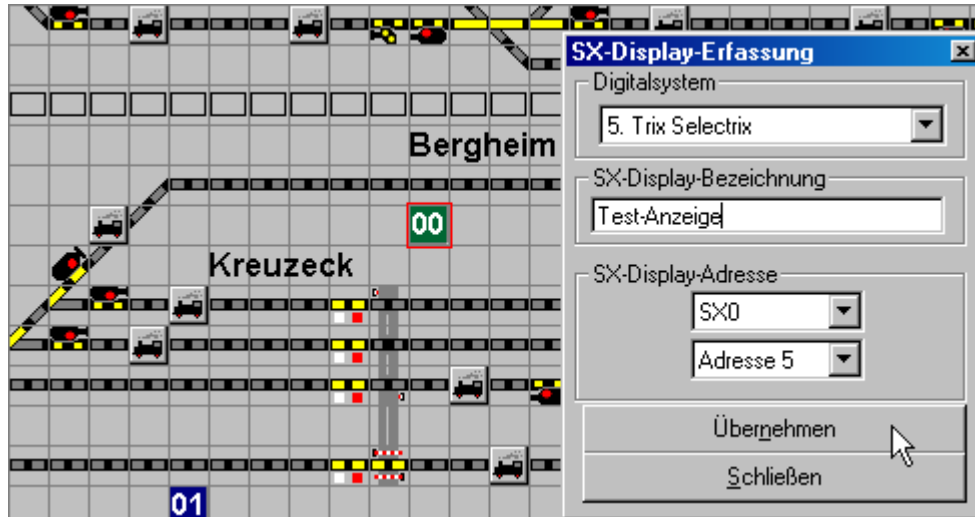 Bergheim
00
Kreuzeck
01
SX-Display-Erfassung
Digitalsystem
5. Trix Selectrix
SX-Display-Bezeichnung
Test-Anzeige
SX-Display-Adresse
SX0
Adresse 5
Übernehmen
Schließen